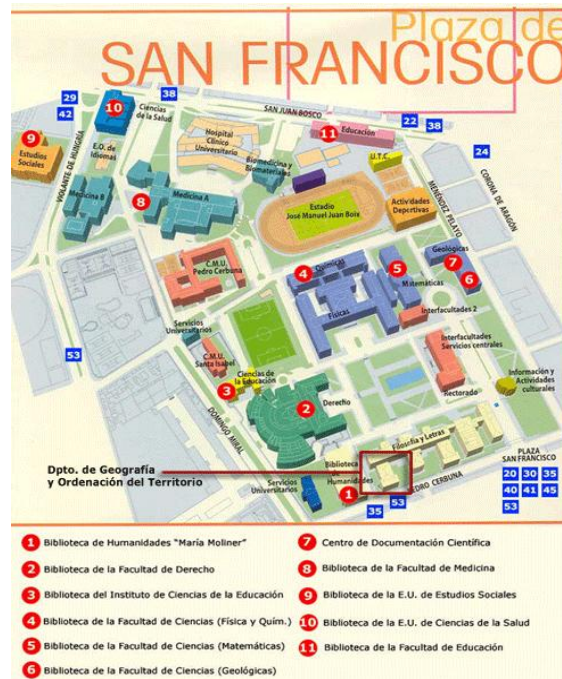 Plaza de
SAN FRANCISCO
29
42
10
Ciencias
de la Salud
38
SAN JUAN BOSCO
22
38
9
Estudios
Sociales
VIOLANTE DE HUNGRÍA
E.O. de
Idiomas
Hospital
Clínico
Universitario
11
Educación
U.T.C.
24
Biomedicina y
Biomateriales
Medicina B
8
Medicina A
Estadio
José Manuel Juan Boix
Actividades
Deportivas
MENÉNDEZ PELAYO
CORONA DE ARAGÓN
C.M.U.
Pedro Cerbuna
4
Químicas
5
Matemáticas
Geológicas
7
6
Físicas
Interfacultades 2
53
Servicios
Universitarios
C.M.U.
Santa Isabel
Ciencias de
la Educación
3
Interfacultades
Servicios centrales
Rectorado
Información y
Actividades
culturales
2
Derecho
DOMINGO MIRAL
Filosofía y Letras
Biblioteca
de
Humanidades
1
Dpto. de Geografía
y Ordenación del Territorio
Servicios
Universitarios
PEDRO CERBUNA
35
53
PLAZA
SAN FRANCISCO
20 30 35
40 41 45
53
1 Biblioteca de Humanidades "María Moliner"
2 Biblioteca de la Facultad de Derecho
3 Biblioteca del Instituto de Ciencias de la Educación
4 Biblioteca de la Facultad de Ciencias (Física y Quím.)
5 Biblioteca de la Facultad de Ciencias (Matemáticas)
6 Biblioteca de la Facultad de Ciencias (Geológicas)
7 Centro de Documentación Científica
8 Biblioteca de la Facultad de Medicina
9 Biblioteca de la E.U. de Estudios Sociales
10 Biblioteca de la E.U. de Ciencias de la Salud
11 Biblioteca de la Facultad de Educación